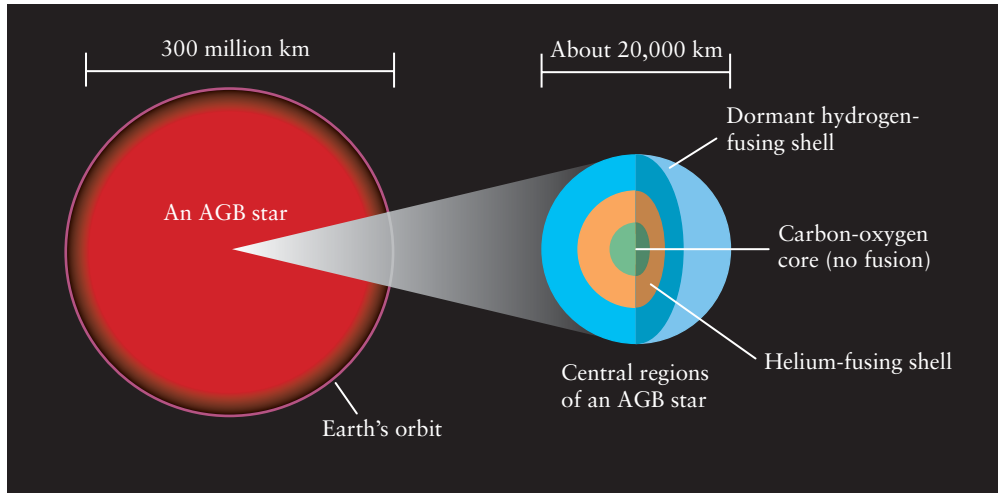 300 million km
About 20,000 km
Dormant hydrogen-
fusing shell
An AGB star
Carbon-oxygen
core (no fusion)
Helium-fusing shell
Central regions
of an AGB star
Earth's orbit